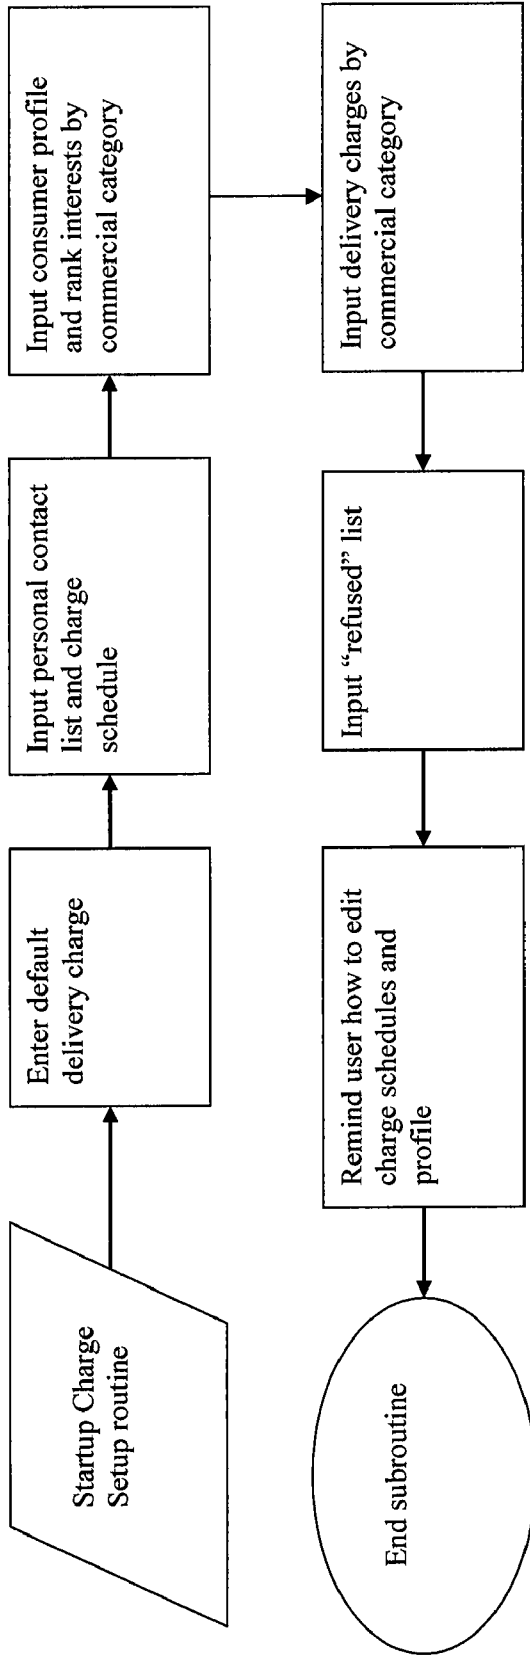 Startup Charge
Setup routine
Enter default
delivery charge
Input personal contact
list and charge
schedule
Input consumer profile
and rank interests by
commercial category
Input delivery charges by
commercial category
Input “refused” list
Remind user how to edit
charge schedules and
profile
End subroutine